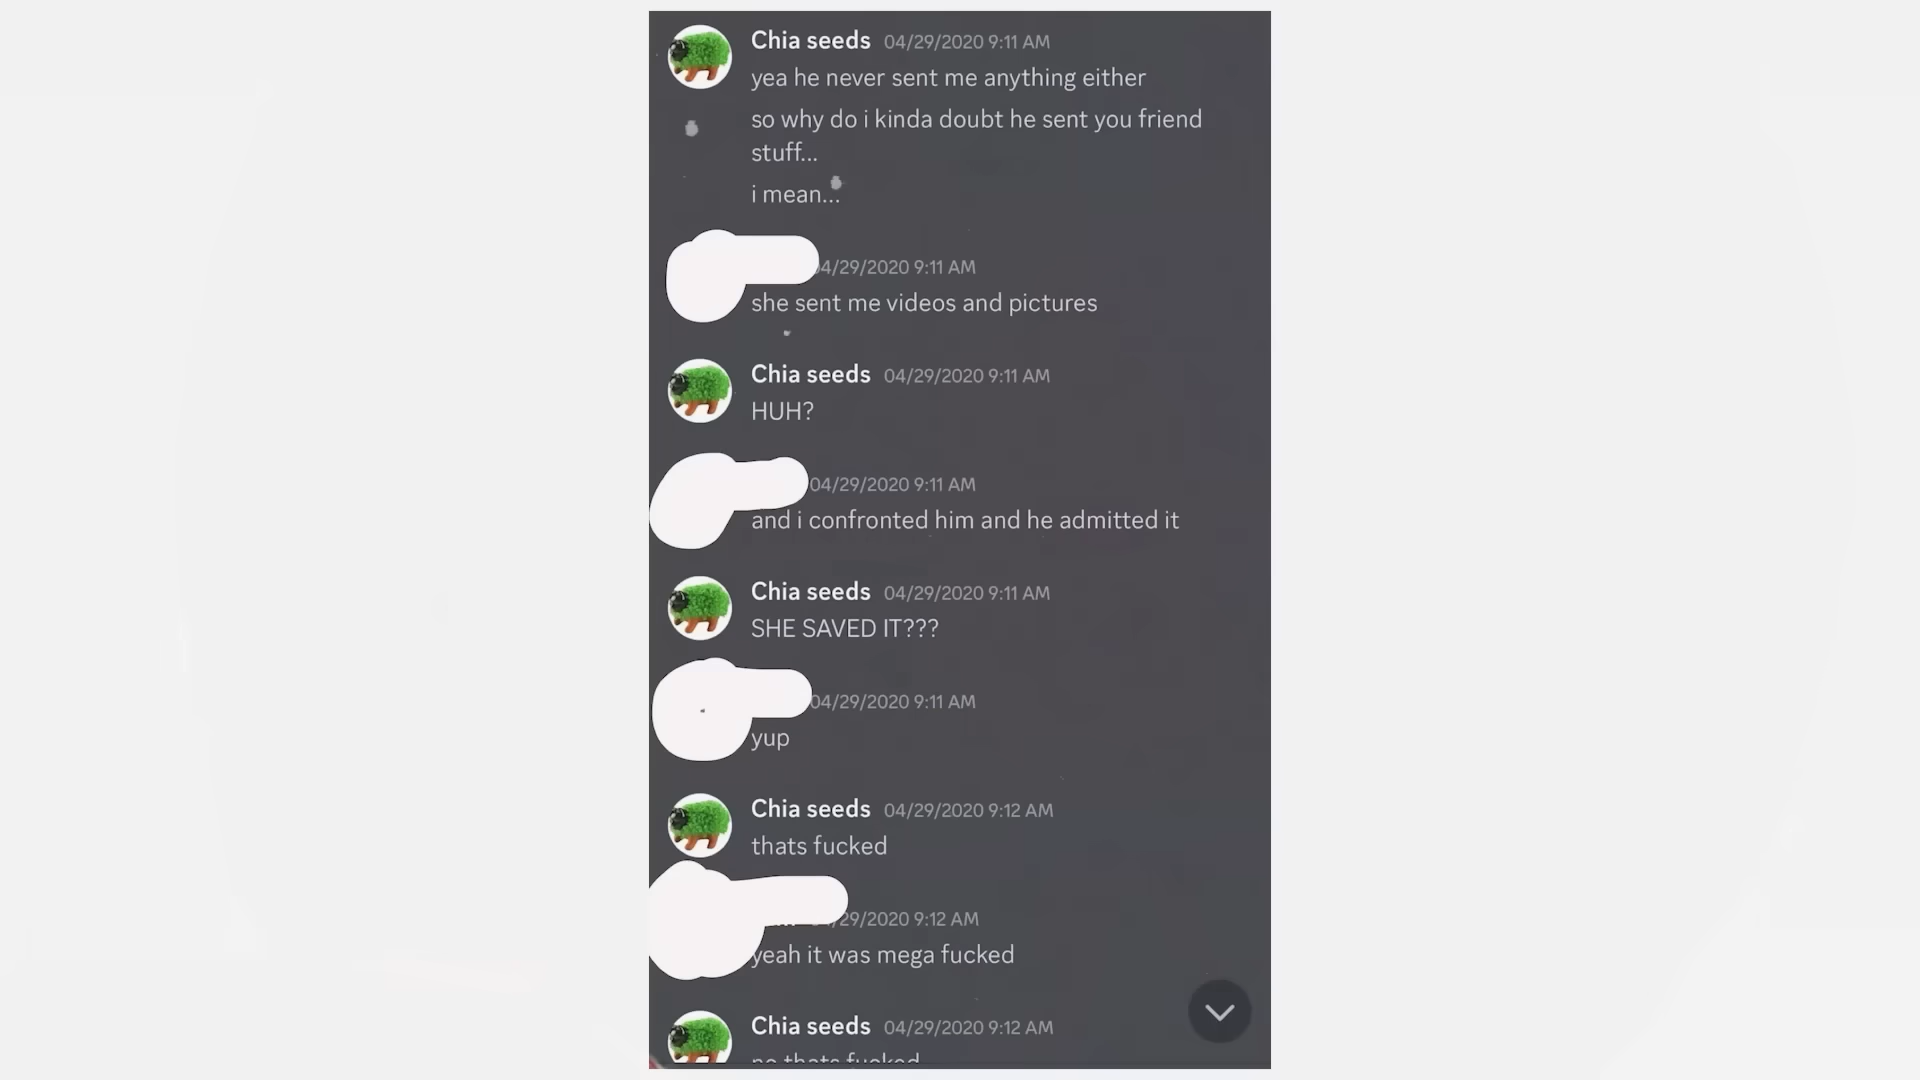 Chia seeds 04/29/2020 9:11 AM
yea he never sent me anything either
so why do i kinda doubt he sent you friend
stuff...
i mean...
4/29/2020 9:11 AM
she sent me videos and pictures
Chia seeds 04/29/2020 9:11 AM
HUH?
04/29/2020 9:11 AM
and i confronted him and he admitted it
Chia seeds 04/29/2020 9:11 AM
SHE SAVED IT???
04/29/2020 9:11 AM
yup
Chia seeds 04/29/2020 9:12 AM
thats fucked
/29/2020 9:12 AM
yeah it was mega fucked
Chia seeds 04/29/2020 9:12 AM
no thats fucked